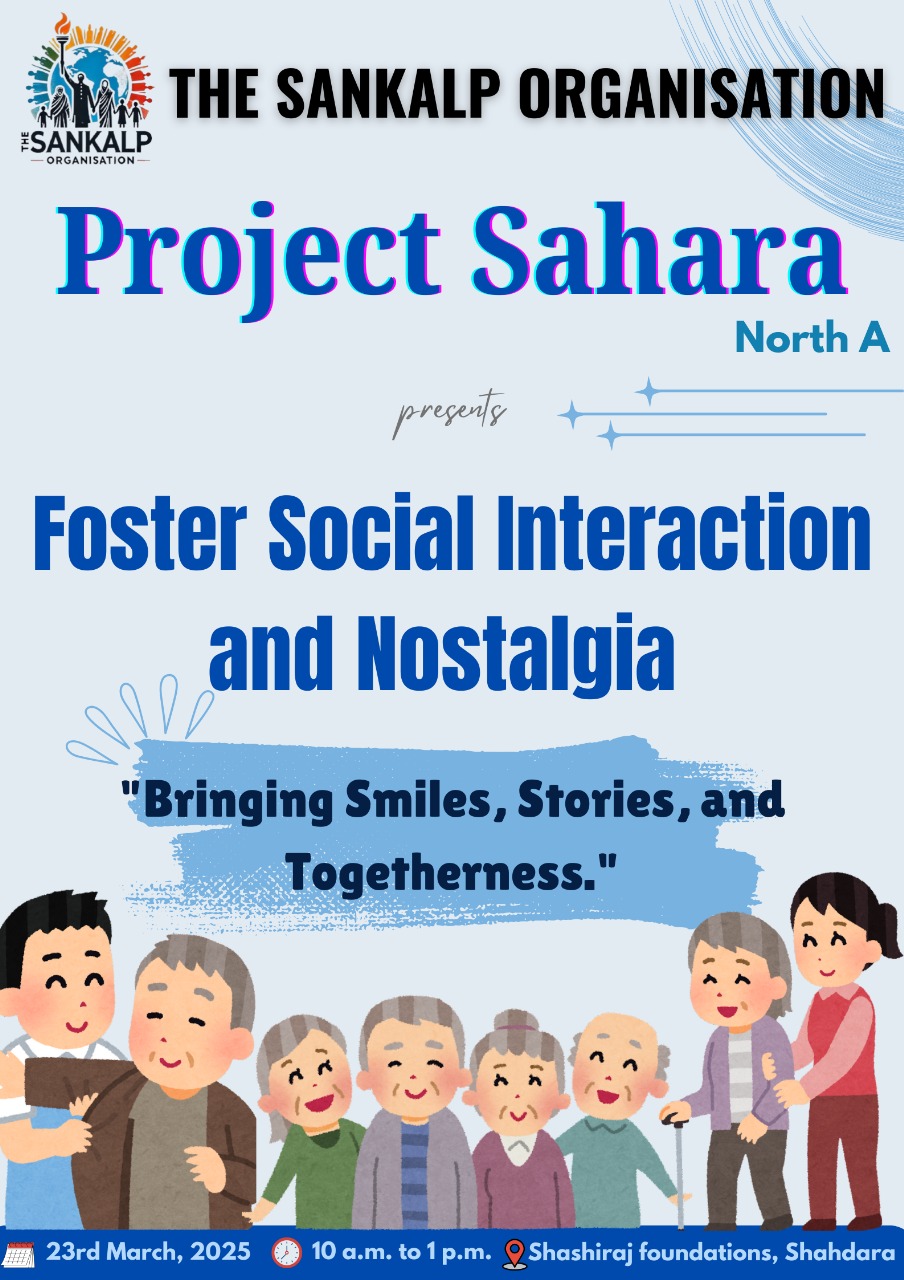 THE SANKALP
ORGANISATION
THE SANKALP ORGANISATION
Project Sahara
North A
presents
Foster Social Interaction
and Nostalgia
"Bringing Smiles, Stories, and
Togetherness."
23rd March, 2025 10 a.m. to 1 p.m. Shashiraj foundations, Shahdara